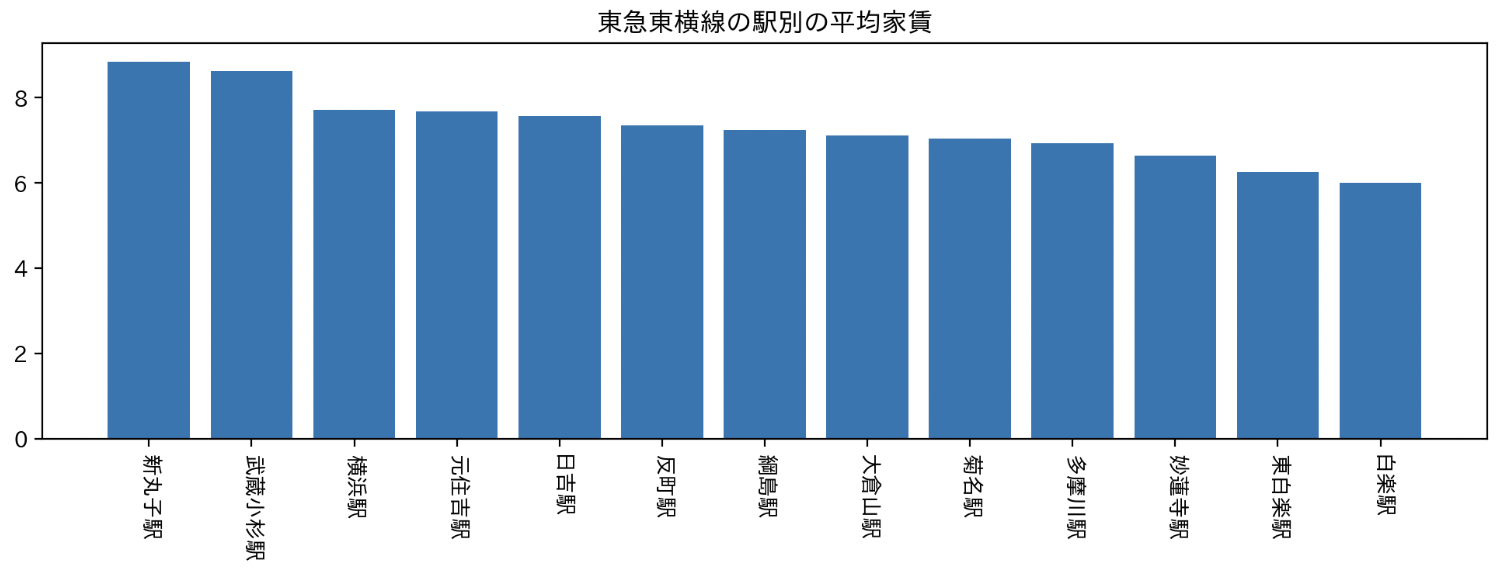 東急東横線の駅別の平均家賃
8
6
4
2
0
新丸子駅
武蔵小杉駅
横浜駅
元住吉駅
日吉駅
反町駅
綱島駅
大倉山駅
菊名駅
多摩川駅
妙蓮寺駅
東白楽駅
白楽駅